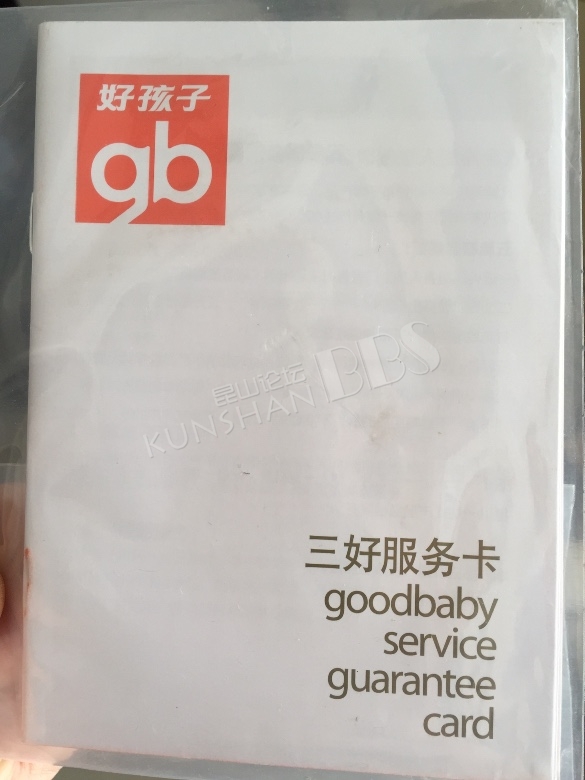 好孩子
gb
昆山论坛 BBS
KUNSHAN
三好服务卡
goodbaby
service
guarantee
card